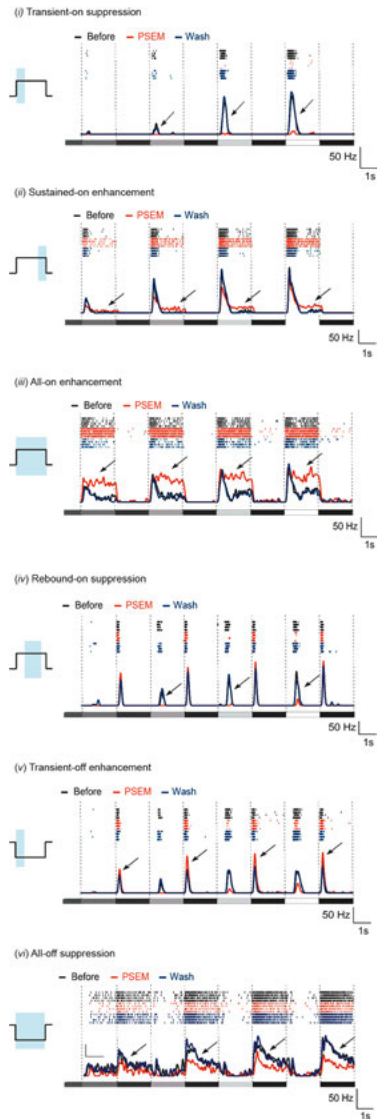 (i) Transient-on suppression
Before PSEM Wash
50 Hz
1s
(ii) Sustained-on enhancement
Before PSEM Wash
50 Hz
1s
(iii) All-on enhancement
Before PSEM Wash
50 Hz
1s
(iv) Rebound-on suppression
Before PSEM Wash
50 Hz
1s
(v) Transient-off enhancement
Before PSEM Wash
50 Hz
1s
(vi) All-off suppression
Before PSEM Wash
50 Hz
1s